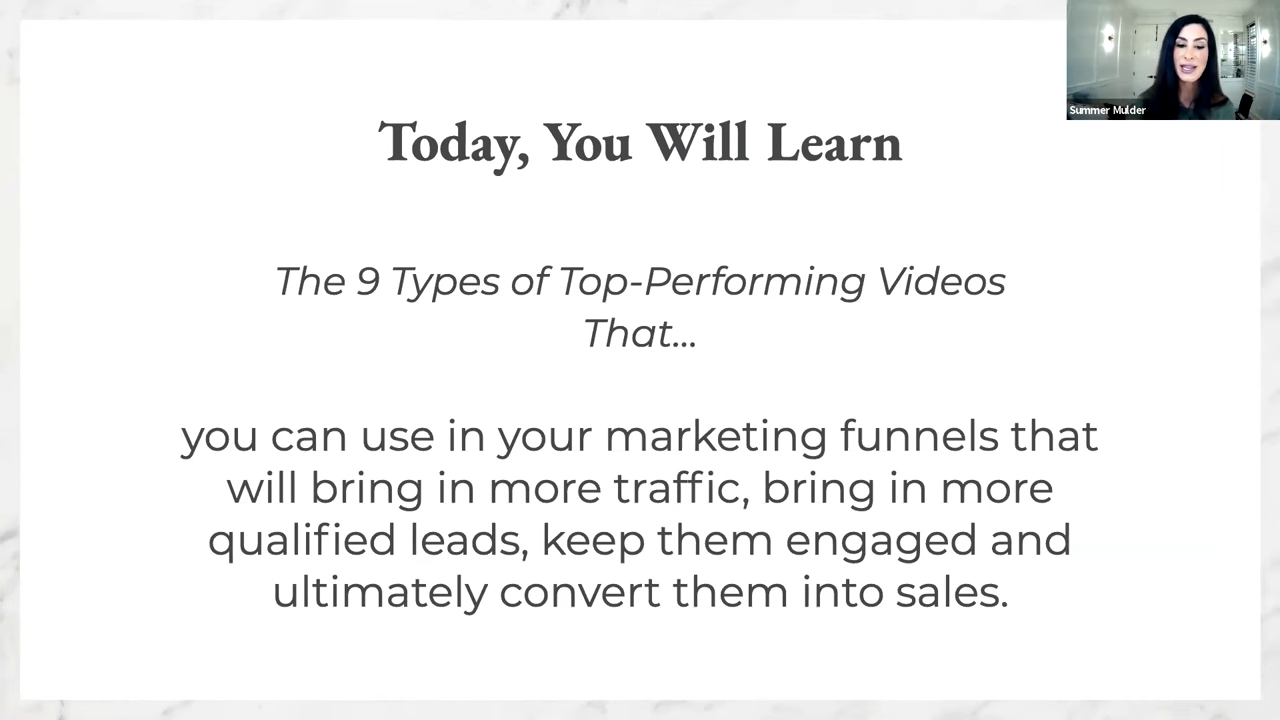 Summer Mulder
Today, You Will Learn
The 9 Types of Top-Performing Videos
That...
you can use in your marketing funnels that
will bring in more traffic, bring in more
qualified leads, keep them engaged and
ultimately convert them into sales.